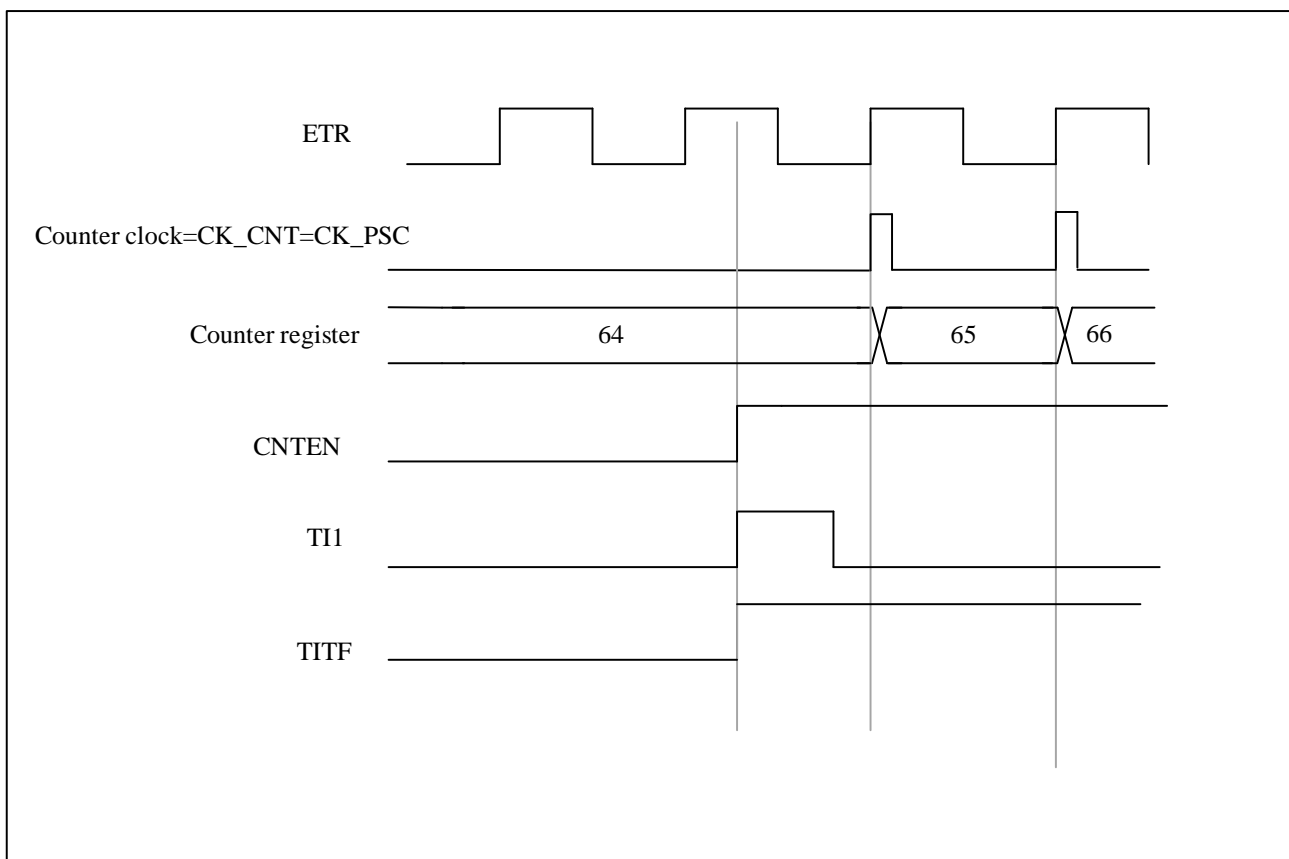 ETR
Counter clock=CK_CNT=CK_PSC
Counter register
64
65
66
CNTEN
TI1
TITF